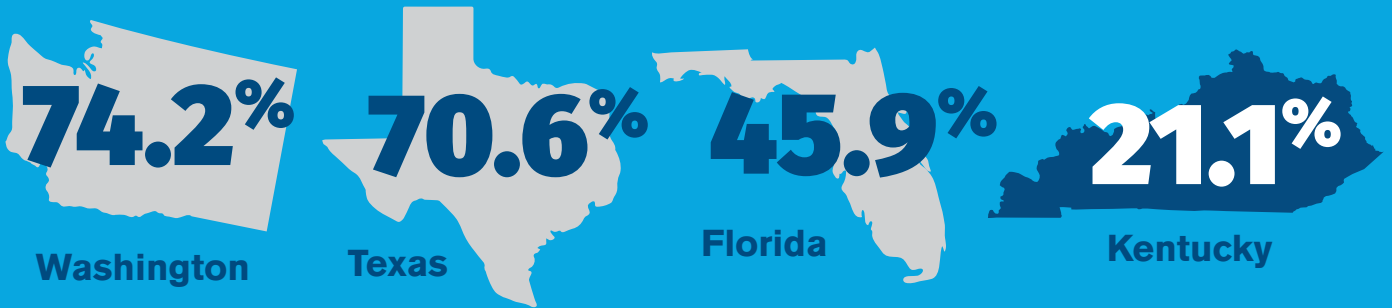 74.2%
Washington
70.6%
Texas
45.9%
Florida
21.1%
Kentucky